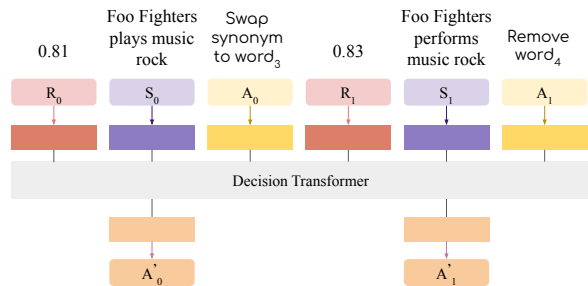 0.81
Foo Fighters
plays music
rock
Swap
synonym
to word₃
0.83
Foo Fighters
performs
music rock
Remove
word₄
R₀
S₀
A₀
R₁
S₁
A₁
Decision Transformer
A'₀
A'₁